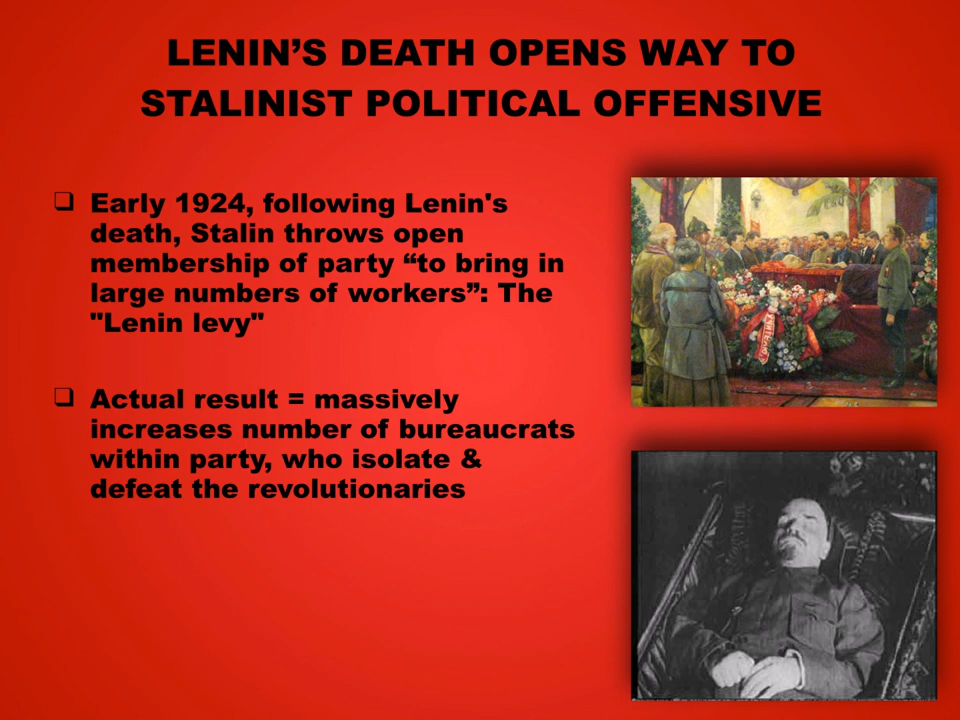 LENIN’S DEATH OPENS WAY TO
STALINIST POLITICAL OFFENSIVE
❑ Early 1924, following Lenin's
death, Stalin throws open
membership of party “to bring in
large numbers of workers”: The
"Lenin levy"
❑ Actual result = massively
increases number of bureaucrats
within party, who isolate &
defeat the revolutionaries